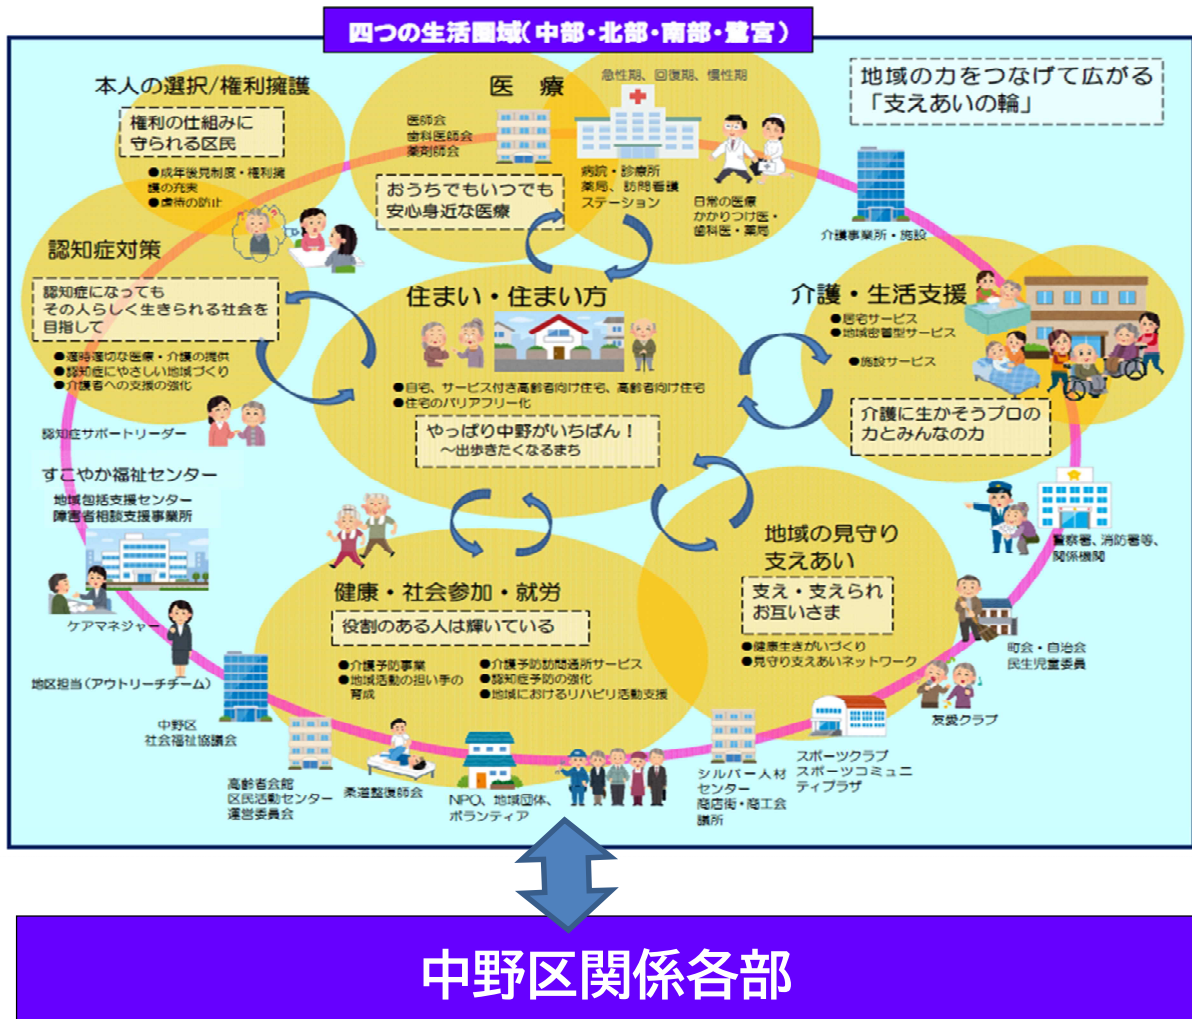 四つの生活圏域(中部・北部・南部・鷺宮)
地域の力をつなげて広がる
「支えあいの輪」
本人の選択/権利擁護
権利の仕組みに
守られる区民
●成年後見制度・権利擁
護の充実
●虐待の防止
医 療
急性期、回復期、慢性期
医師会
歯科医師会
薬剤師会
おうちでもいつでも
安心身近な医療
病院・診療所
薬局、訪問看護
ステーション
日常の医療
かかりつけ医・
歯科医・薬局
介護事業所・施設
認知症対策
認知症になっても
その人らしく生きられる社会を
目指して
●適時適切な医療・介護の提供
●認知症にやさしい地域づくり
●介護者への支援の強化
認知症サポートリーダー
住まい・住まい方
●自宅、サービス付き高齢者向け住宅、高齢者向け住宅
●住宅のバリアフリー化
やっぱり中野がいちばん!
～出歩きたくなるまち
介護・生活支援
●居宅サービス
●地域密着型サービス
●施設サービス
介護に生かそうプロの
力とみんなの力
すこやか福祉センター
地域包括支援センター
障害者相談支援事業所
ケアマネジャー
地区担当(アウトリーチチーム)
中野区
社会福祉協議会
健康・社会参加・就労
役割のある人は輝いている
●介護予防事業
●地域活動の担い手の
育成
●介護予防訪問通所サービス
●認知症予防の強化
●地域におけるリハビリ活動支援
地域の見守り
支えあい
支え・支えられ
お互いさま
●健康生きがいづくり
●見守り支えあいネットワーク
警察署、消防署等、
関係機関
町会・自治会
民生児童委員
友愛クラブ
スポーツクラブ
スポーツコミュニ
ティプラザ
シルバー人材
センター
商店街・商工会
議所
NPO、地域団体、
ボランティア
柔道整復師会
高齢者会館
区民活動センター
運営委員会
中野区関係各部